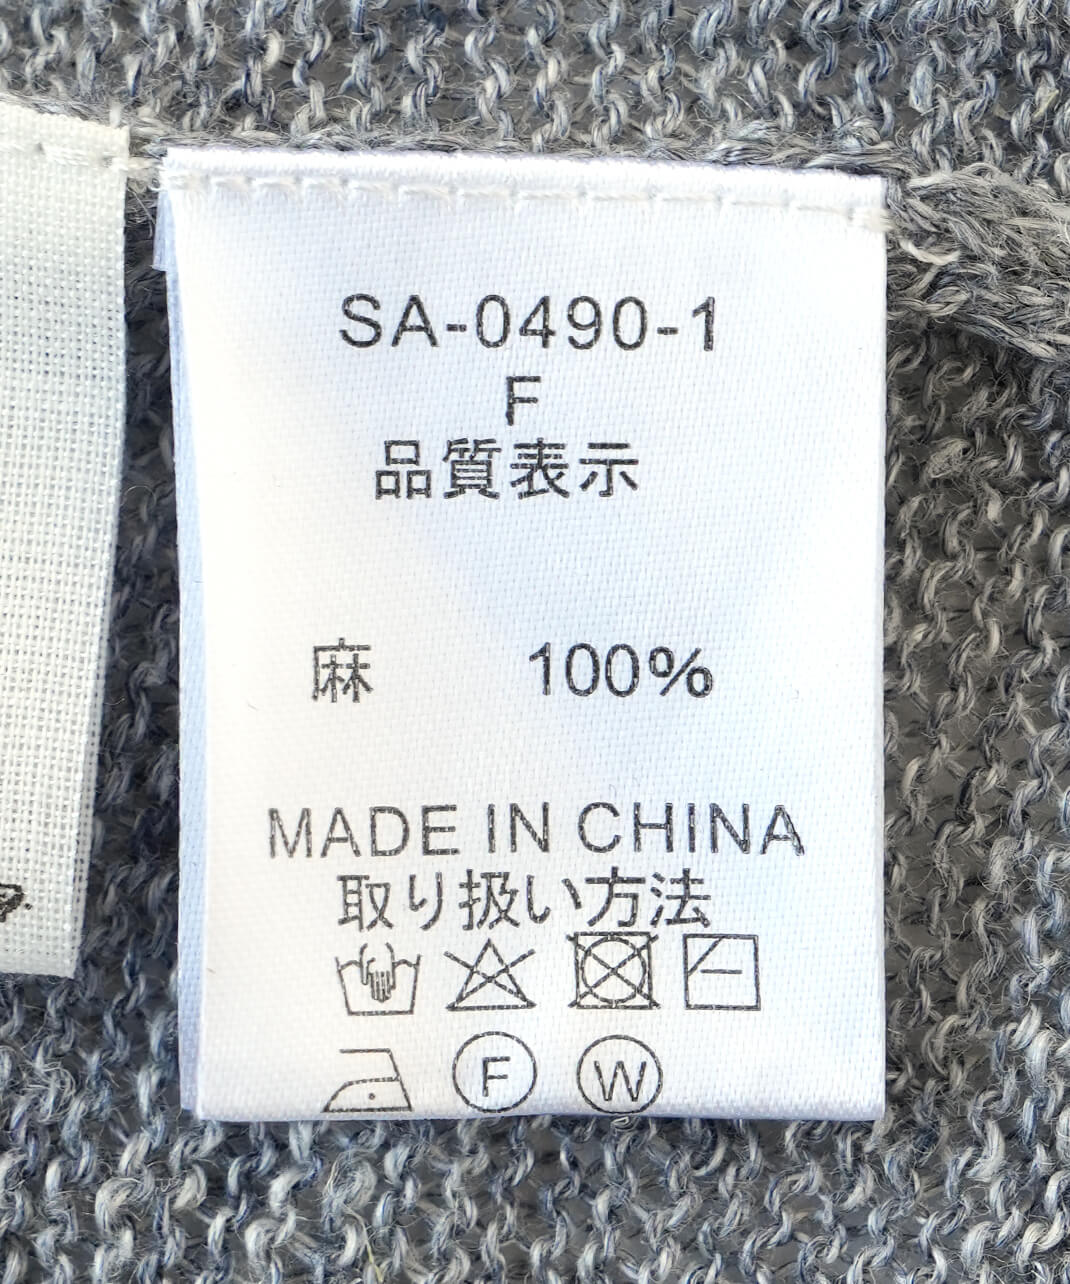 SA-0490-1
F
品質表示
麻 100%
MADE IN CHINA
取り扱い方法
F W